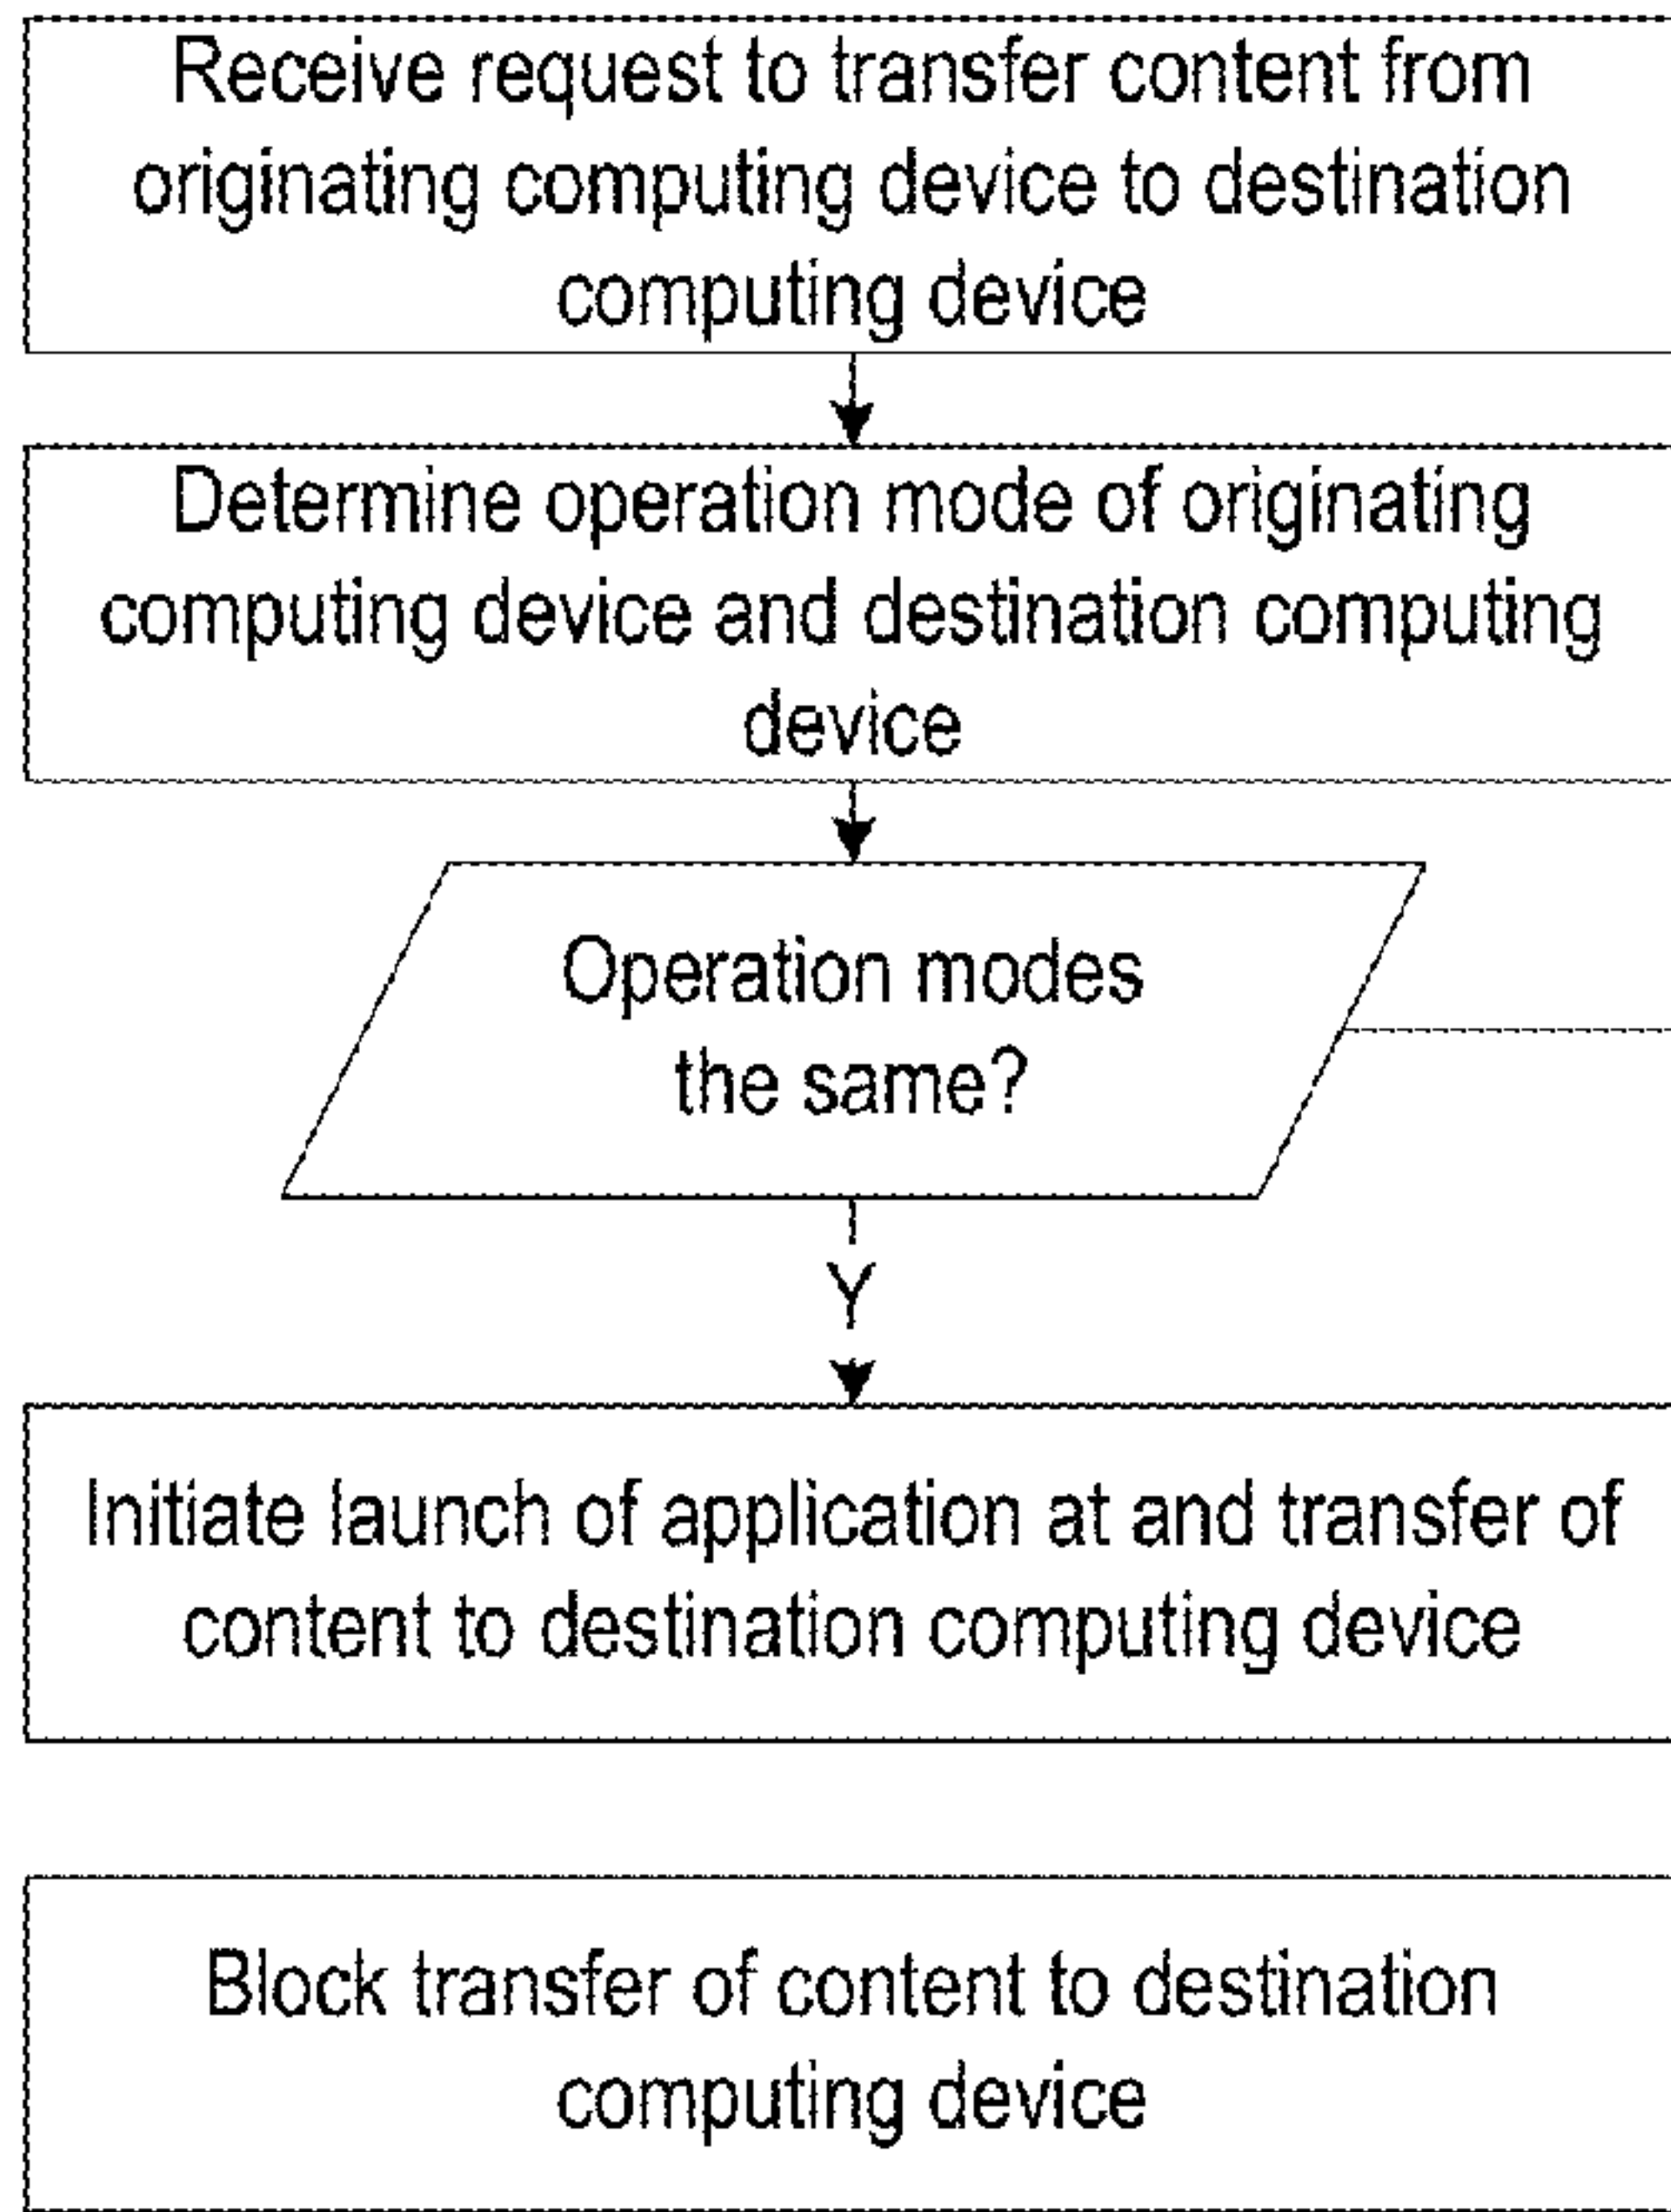 Receive request to transfer content from
originating computing device to destination
computing device
Determine operation mode of originating
computing device and destination computing
device
Operation modes
the same?
Y
Initiate launch of application at and transfer of
content to destination computing device
Block transfer of content to destination
computing device